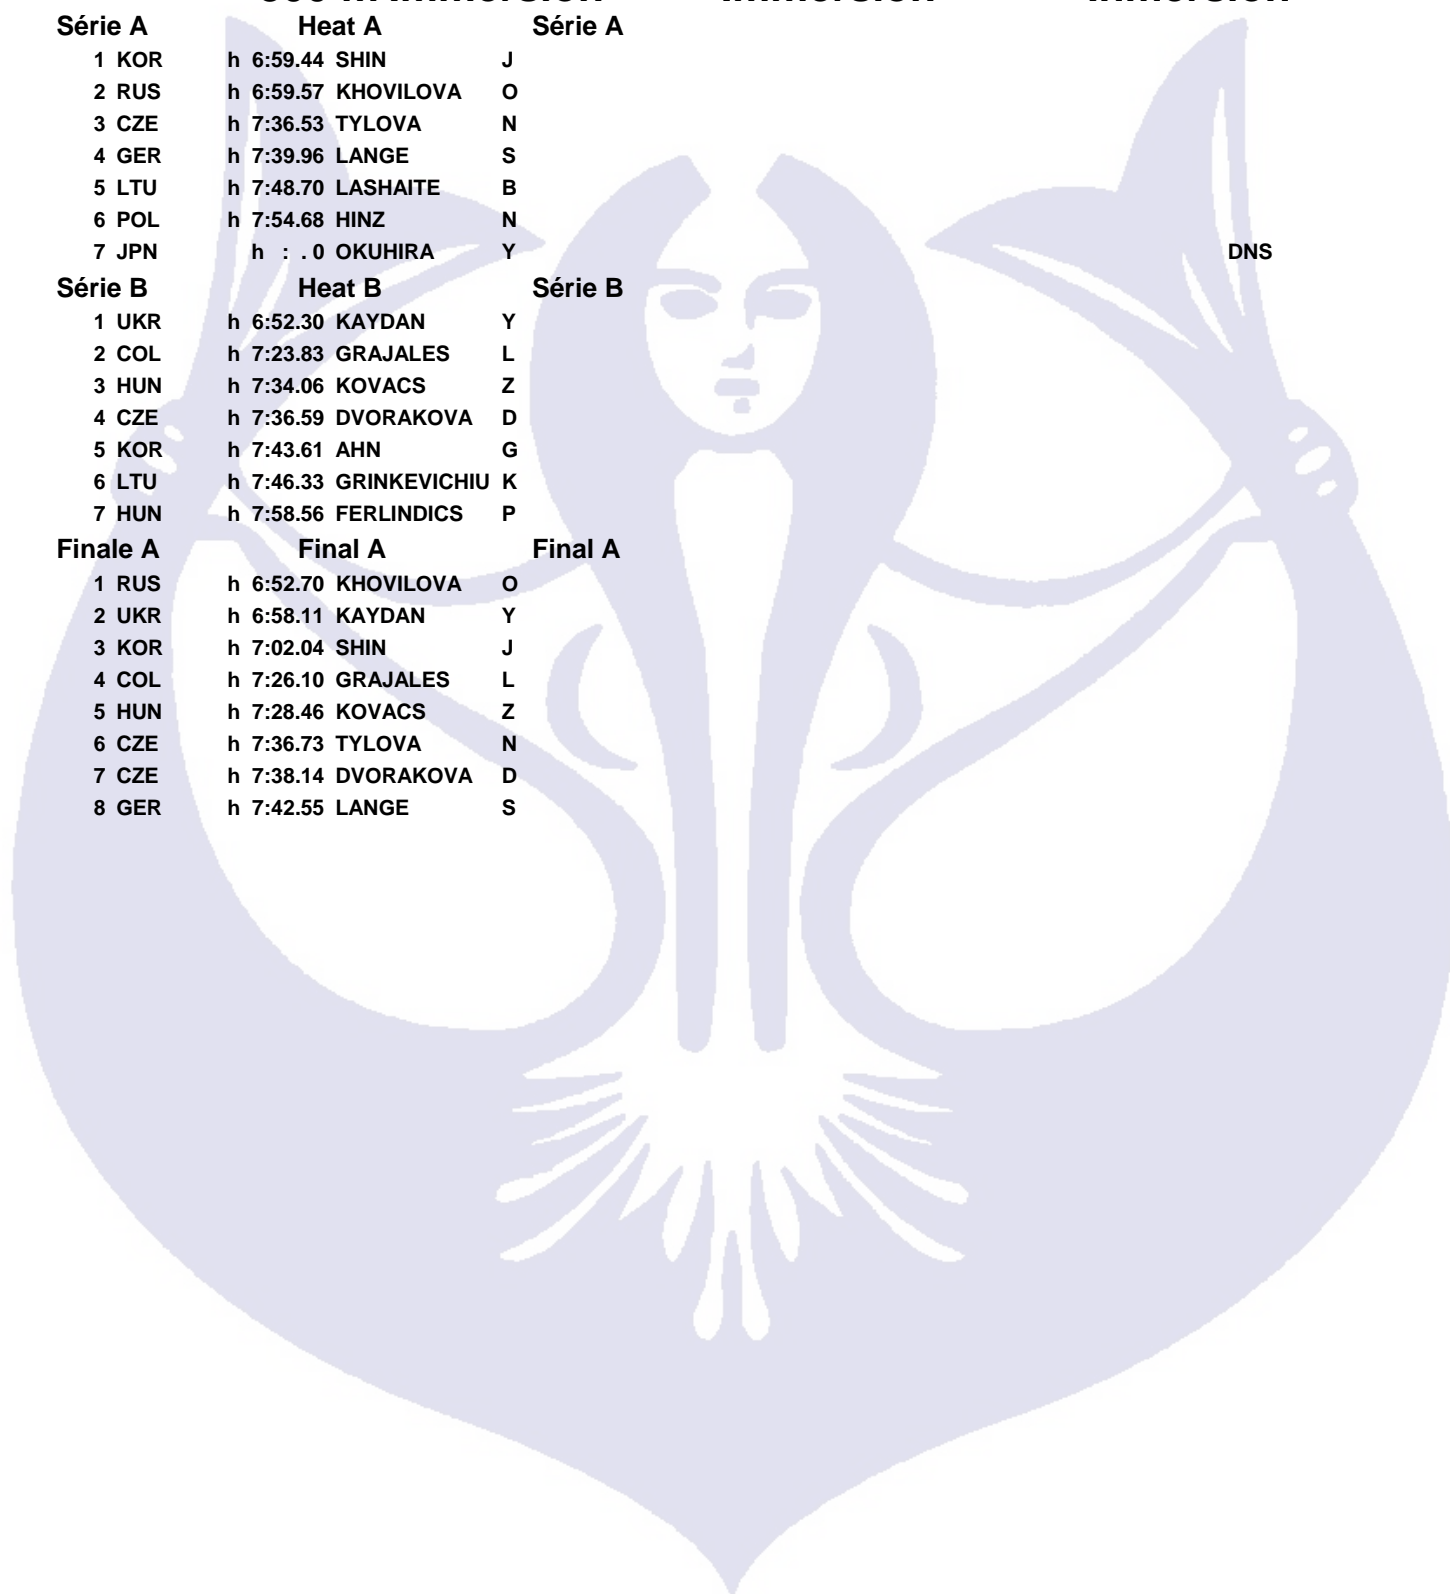 Série A Heat A Série A
1 KOR h 6:59.44 SHIN J
2 RUS h 6:59.57 KHOVILOVA O
3 CZE h 7:36.53 TYLOVA N
4 GER h 7:39.96 LANGE S
5 LTU h 7:48.70 LASHAITE B
6 POL h 7:54.68 HINZ N
7 JPN h : . 0 OKUHIRA Y DNS
Série B Heat B Série B
1 UKR h 6:52.30 KAYDAN Y
2 COL h 7:23.83 GRAJALES L
3 HUN h 7:34.06 KOVACS Z
4 CZE h 7:36.59 DVORAKOVA D
5 KOR h 7:43.61 AHN G
6 LTU h 7:46.33 GRINKEVICHIU K
7 HUN h 7:58.56 FERLINDICS P
Finale A Final A Final A
1 RUS h 6:52.70 KHOVILOVA O
2 UKR h 6:58.11 KAYDAN Y
3 KOR h 7:02.04 SHIN J
4 COL h 7:26.10 GRAJALES L
5 HUN h 7:28.46 KOVACS Z
6 CZE h 7:36.73 TYLOVA N
7 CZE h 7:38.14 DVORAKOVA D
8 GER h 7:42.55 LANGE S